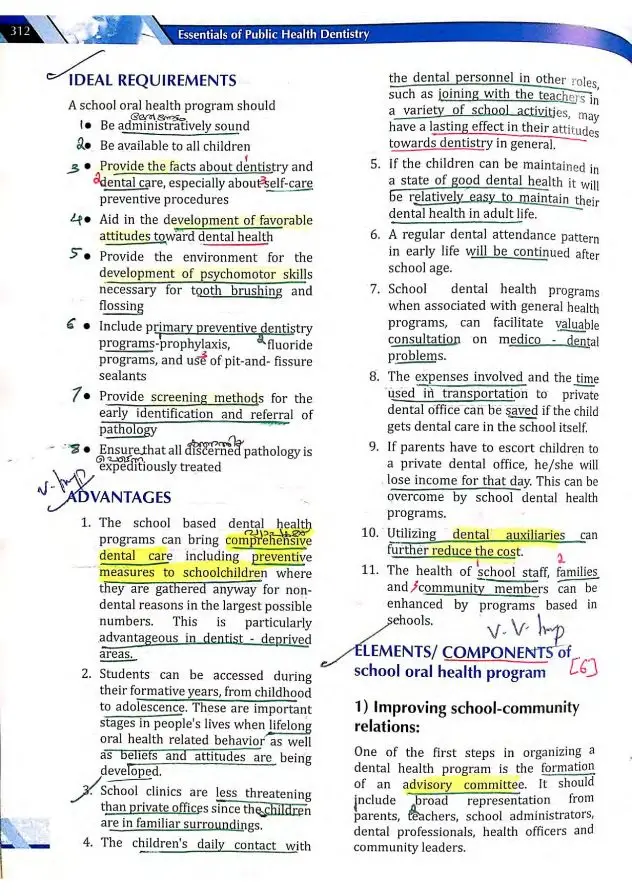 312
Essentials of Public Health Dentistry
IDEAL REQUIREMENTS
A school oral health program should
1 • Be administratively sound
2 • Be available to all children
3 • Provide the facts about dentistry and
dental care, especially about self-care
preventive procedures
4 • Aid in the development of favorable
attitudes toward dental health
5 • Provide the environment for the
development of psychomotor skills
necessary for tooth brushing and
flossing
6 • Include primary preventive dentistry
programs-prophylaxis, fluoride
programs, and use of pit-and- fissure
sealants
7 • Provide screening methods for the
early identification and referral of
pathology
8 • Ensure that all discerned pathology is
expeditiously treated
V-Imp
ADVANTAGES
1. The school based dental health
programs can bring comprehensive
dental care including preventive
measures to schoolchildren where
they are gathered anyway for non-
dental reasons in the largest possible
numbers. This is particularly
advantageous in dentist - deprived
areas.
2. Students can be accessed during
their formative years, from childhood
to adolescence. These are important
stages in people's lives when lifelong
oral health related behavior as well
as beliefs and attitudes are being
developed.
3. School clinics are less threatening
than private offices since the children
are in familiar surroundings.
4. The children's daily contact with
the dental personnel in other roles,
such as joining with the teachers in
a variety of school activities, may
have a lasting effect in their attitudes
towards dentistry in general.
5. If the children can be maintained in
a state of good dental health it will
be relatively easy to maintain their
dental health in adult life.
6. A regular dental attendance pattern
in early life will be continued after
school age.
7. School dental health programs
when associated with general health
programs, can facilitate valuable
consultation on medico - dental
problems.
8. The expenses involved and the time
used in transportation to private
dental office can be saved if the child
gets dental care in the school itself.
9. If parents have to escort children to
a private dental office, he/she will
lose income for that day. This can be
overcome by school dental health
programs.
10. Utilizing dental auxiliaries can
further reduce the cost.
11. The health of school staff, families
and community members can be
enhanced by programs based in
schools.
V.V. Imp
ELEMENTS/ COMPONENTS of
school oral health program [6]
1) Improving school-community
relations:
One of the first steps in organizing a
dental health program is the formation
of an advisory committee. It should
include broad representation from
parents, teachers, school administrators,
dental professionals, health officers and
community leaders.